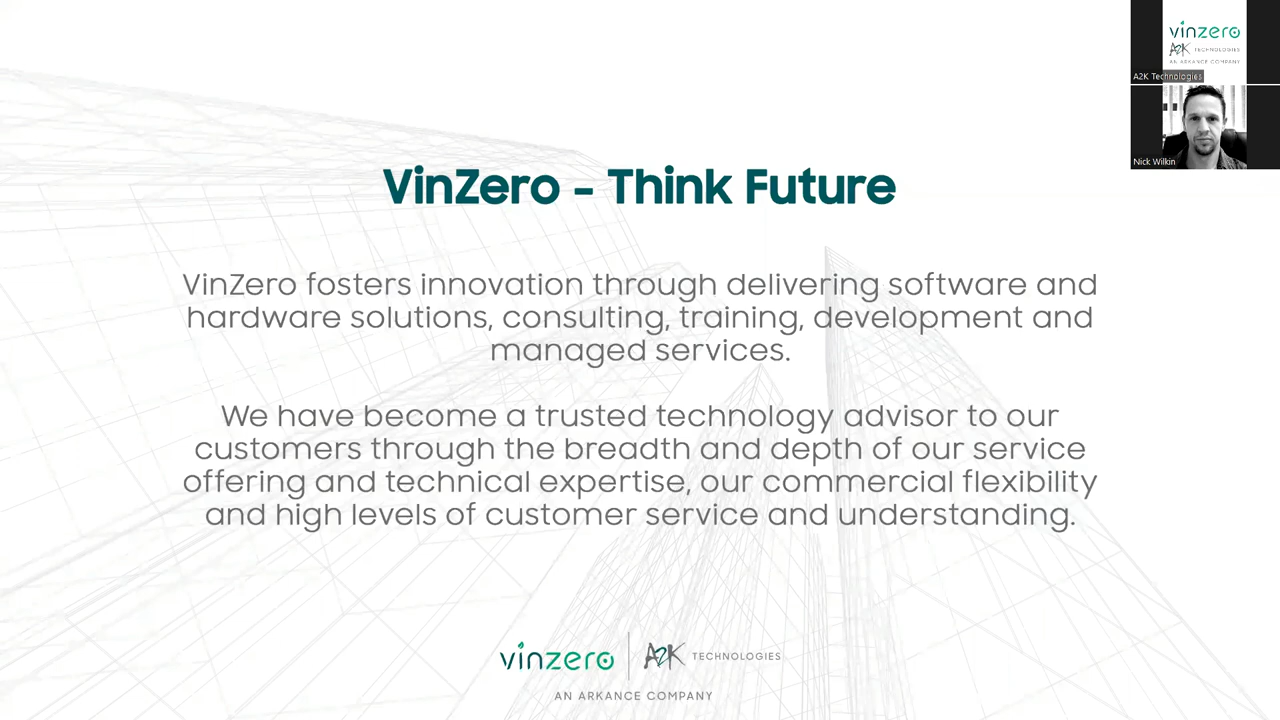 VinZero – Think Future
VinZero fosters innovation through delivering software and
hardware solutions, consulting, training, development and
managed services.
We have become a trusted technology advisor to our
customers through the breadth and depth of our service
offering and technical expertise, our commercial flexibility
and high levels of customer service and understanding.
vinzero A2K TECHNOLOGIES
AN ARKANCE COMPANY
vinzero
A2K TECHNOLOGIES
AN ARKANCE COMPANY
A2K Technologies
Nick Wilkin